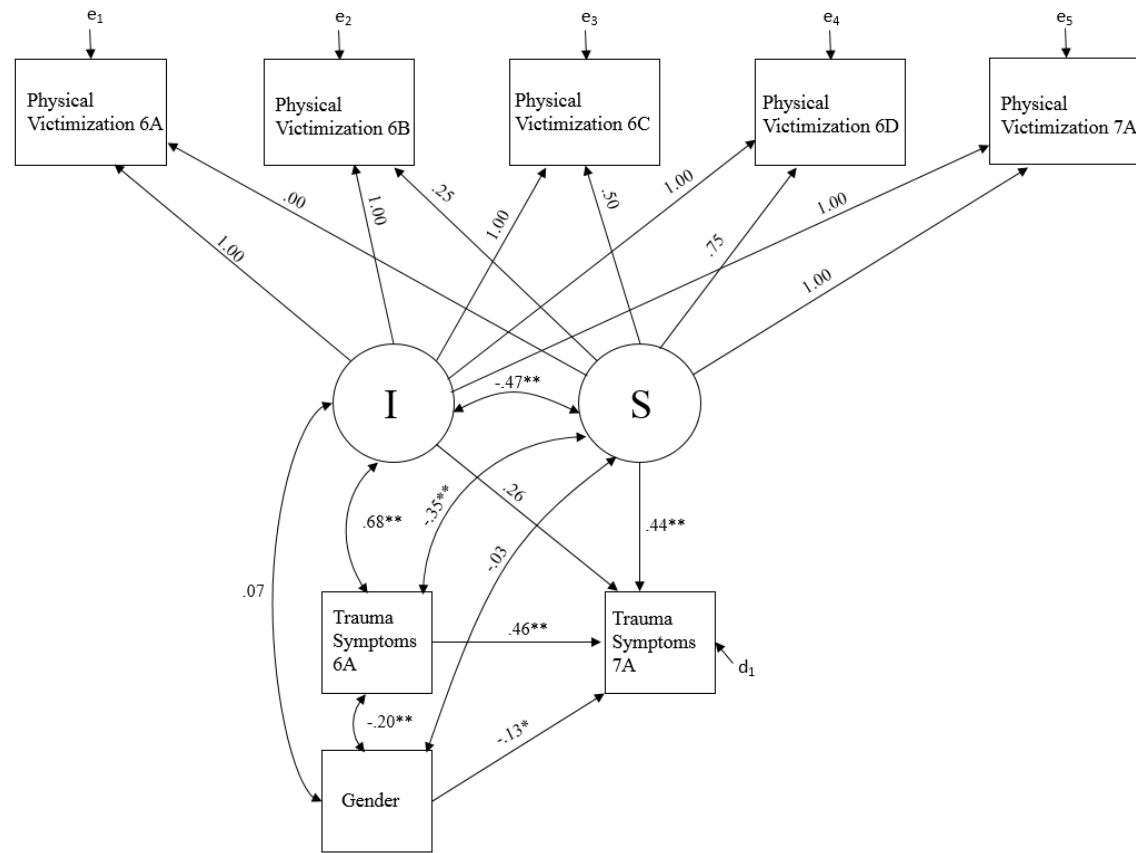 e1
e2
e3
e4
e5
Physical
Victimization 6A
Physical
Victimization 6B
Physical
Victimization 6C
Physical
Victimization 6D
Physical
Victimization 7A
1.00
.00
1.00
.25
1.00
.50
1.00
.75
1.00
1.00
I
S
-.47**
.68**
-.35**
-.03
.26
.44**
.07
Trauma
Symptoms
6A
.46**
Trauma
Symptoms
7A
d1
-.20**
-.13*
Gender